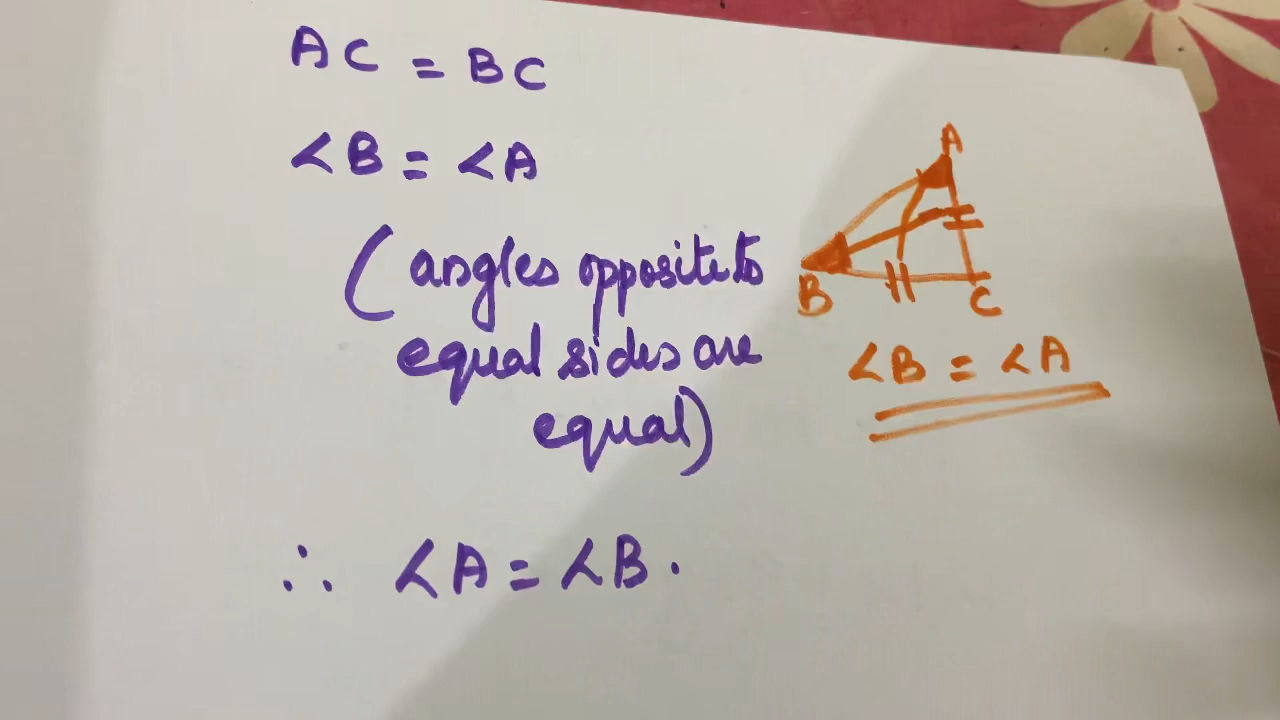 AC = BC
∠B = ∠A
(angles opposite to
equal sides are
equal)
∴ ∠A = ∠B.
A
B
C
∠B = ∠A